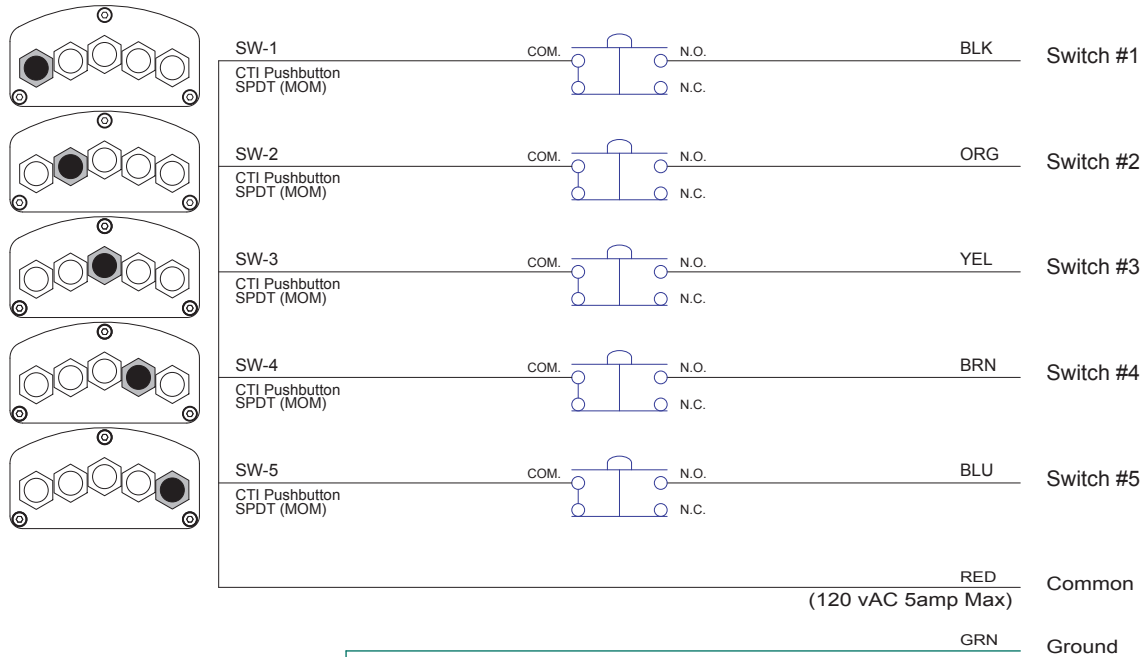 SW-1 COM. N.O. BLK Switch #1
CTI Pushbutton
SPDT (MOM) N.C.
SW-2 COM. N.O. ORG Switch #2
CTI Pushbutton
SPDT (MOM) N.C.
SW-3 COM. N.O. YEL Switch #3
CTI Pushbutton
SPDT (MOM) N.C.
SW-4 COM. N.O. BRN Switch #4
CTI Pushbutton
SPDT (MOM) N.C.
SW-5 COM. N.O. BLU Switch #5
CTI Pushbutton
SPDT (MOM) N.C.
RED Common
(120 vAC 5amp Max)
GRN Ground